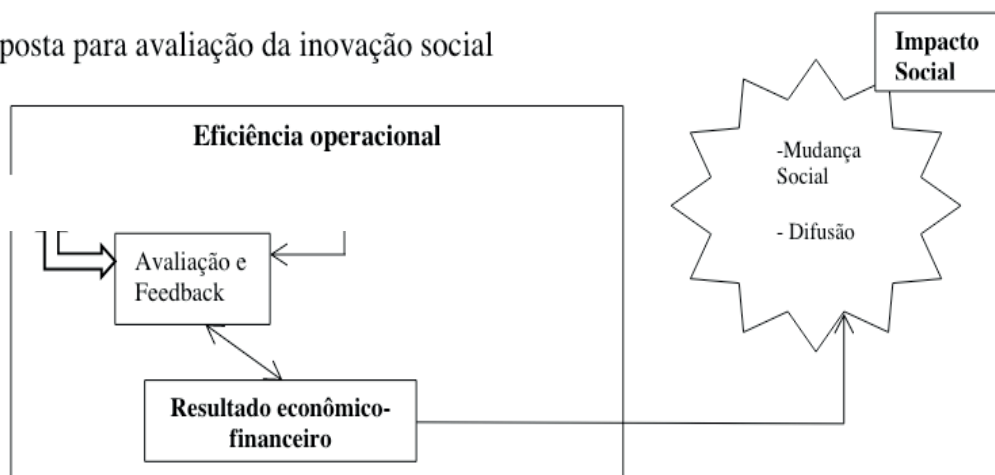 posta para avaliação da inovação social
Impacto
Social
Eficiência operacional
-Mudança
Social
- Difusão
Avaliação e
Feedback
Resultado econômico-
financeiro